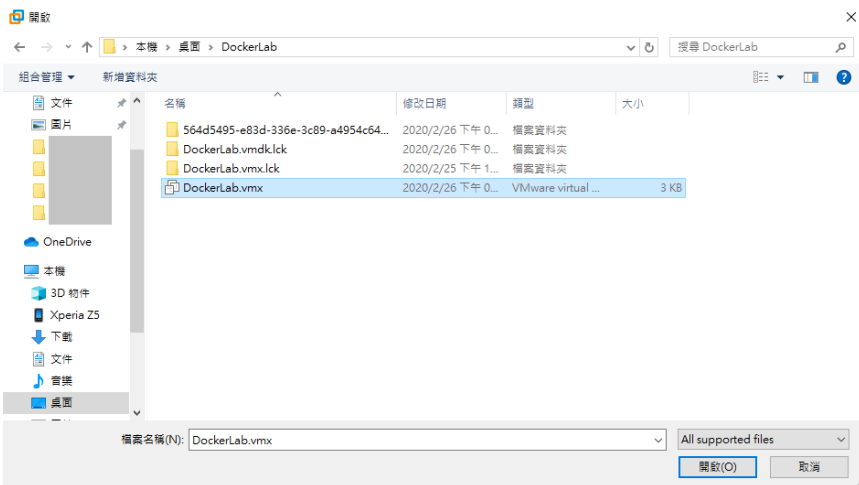 開啟
本機 › 桌面 › DockerLab
搜尋 DockerLab
組合管理 新增資料夾
名稱 修改日期 類型 大小
564d5495-e83d-336e-3c89-a4954c64... 2020/2/26 下午 0... 檔案資料夾
DockerLab.vmdk.lck 2020/2/26 下午 0... 檔案資料夾
DockerLab.vmx.lck 2020/2/25 下午 1... 檔案資料夾
DockerLab.vmx 2020/2/26 下午 0... VMware virtual ... 3 KB
文件
圖片
OneDrive
本機
3D 物件
Xperia Z5
下載
文件
音樂
桌面
檔案名稱(N): DockerLab.vmx All supported files
開啟(O) 取消